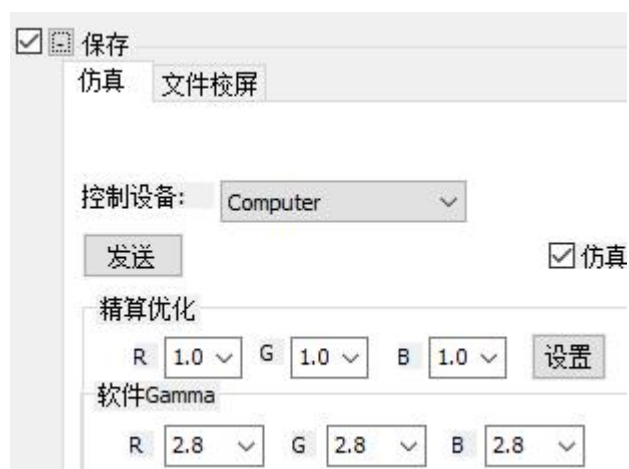 保存
仿真 文件校屏
控制设备: Computer
发送 仿真
精算优化
R 1.0 G 1.0 B 1.0 设置
软件Gamma
R 2.8 G 2.8 B 2.8